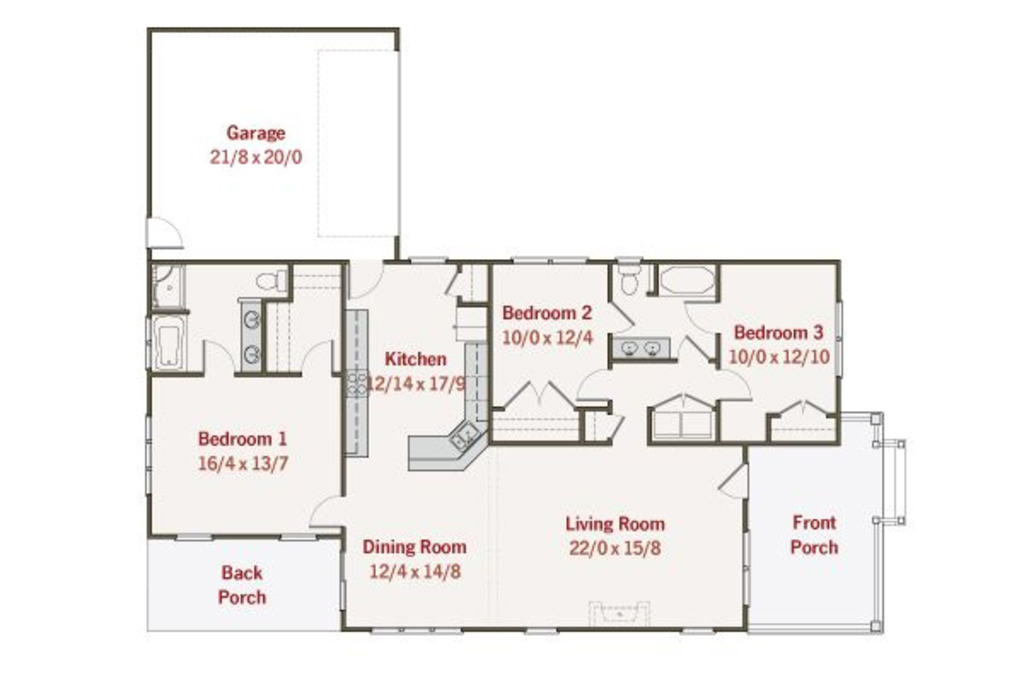 Garage
21/8 x 20/0
Bedroom 2
10/0 x 12/4
Bedroom 3
10/0 x 12/10
Kitchen
12/14 x 17/9
Bedroom 1
16/4 x 13/7
Living Room
22/0 x 15/8
Front
Porch
Dining Room
12/4 x 14/8
Back
Porch